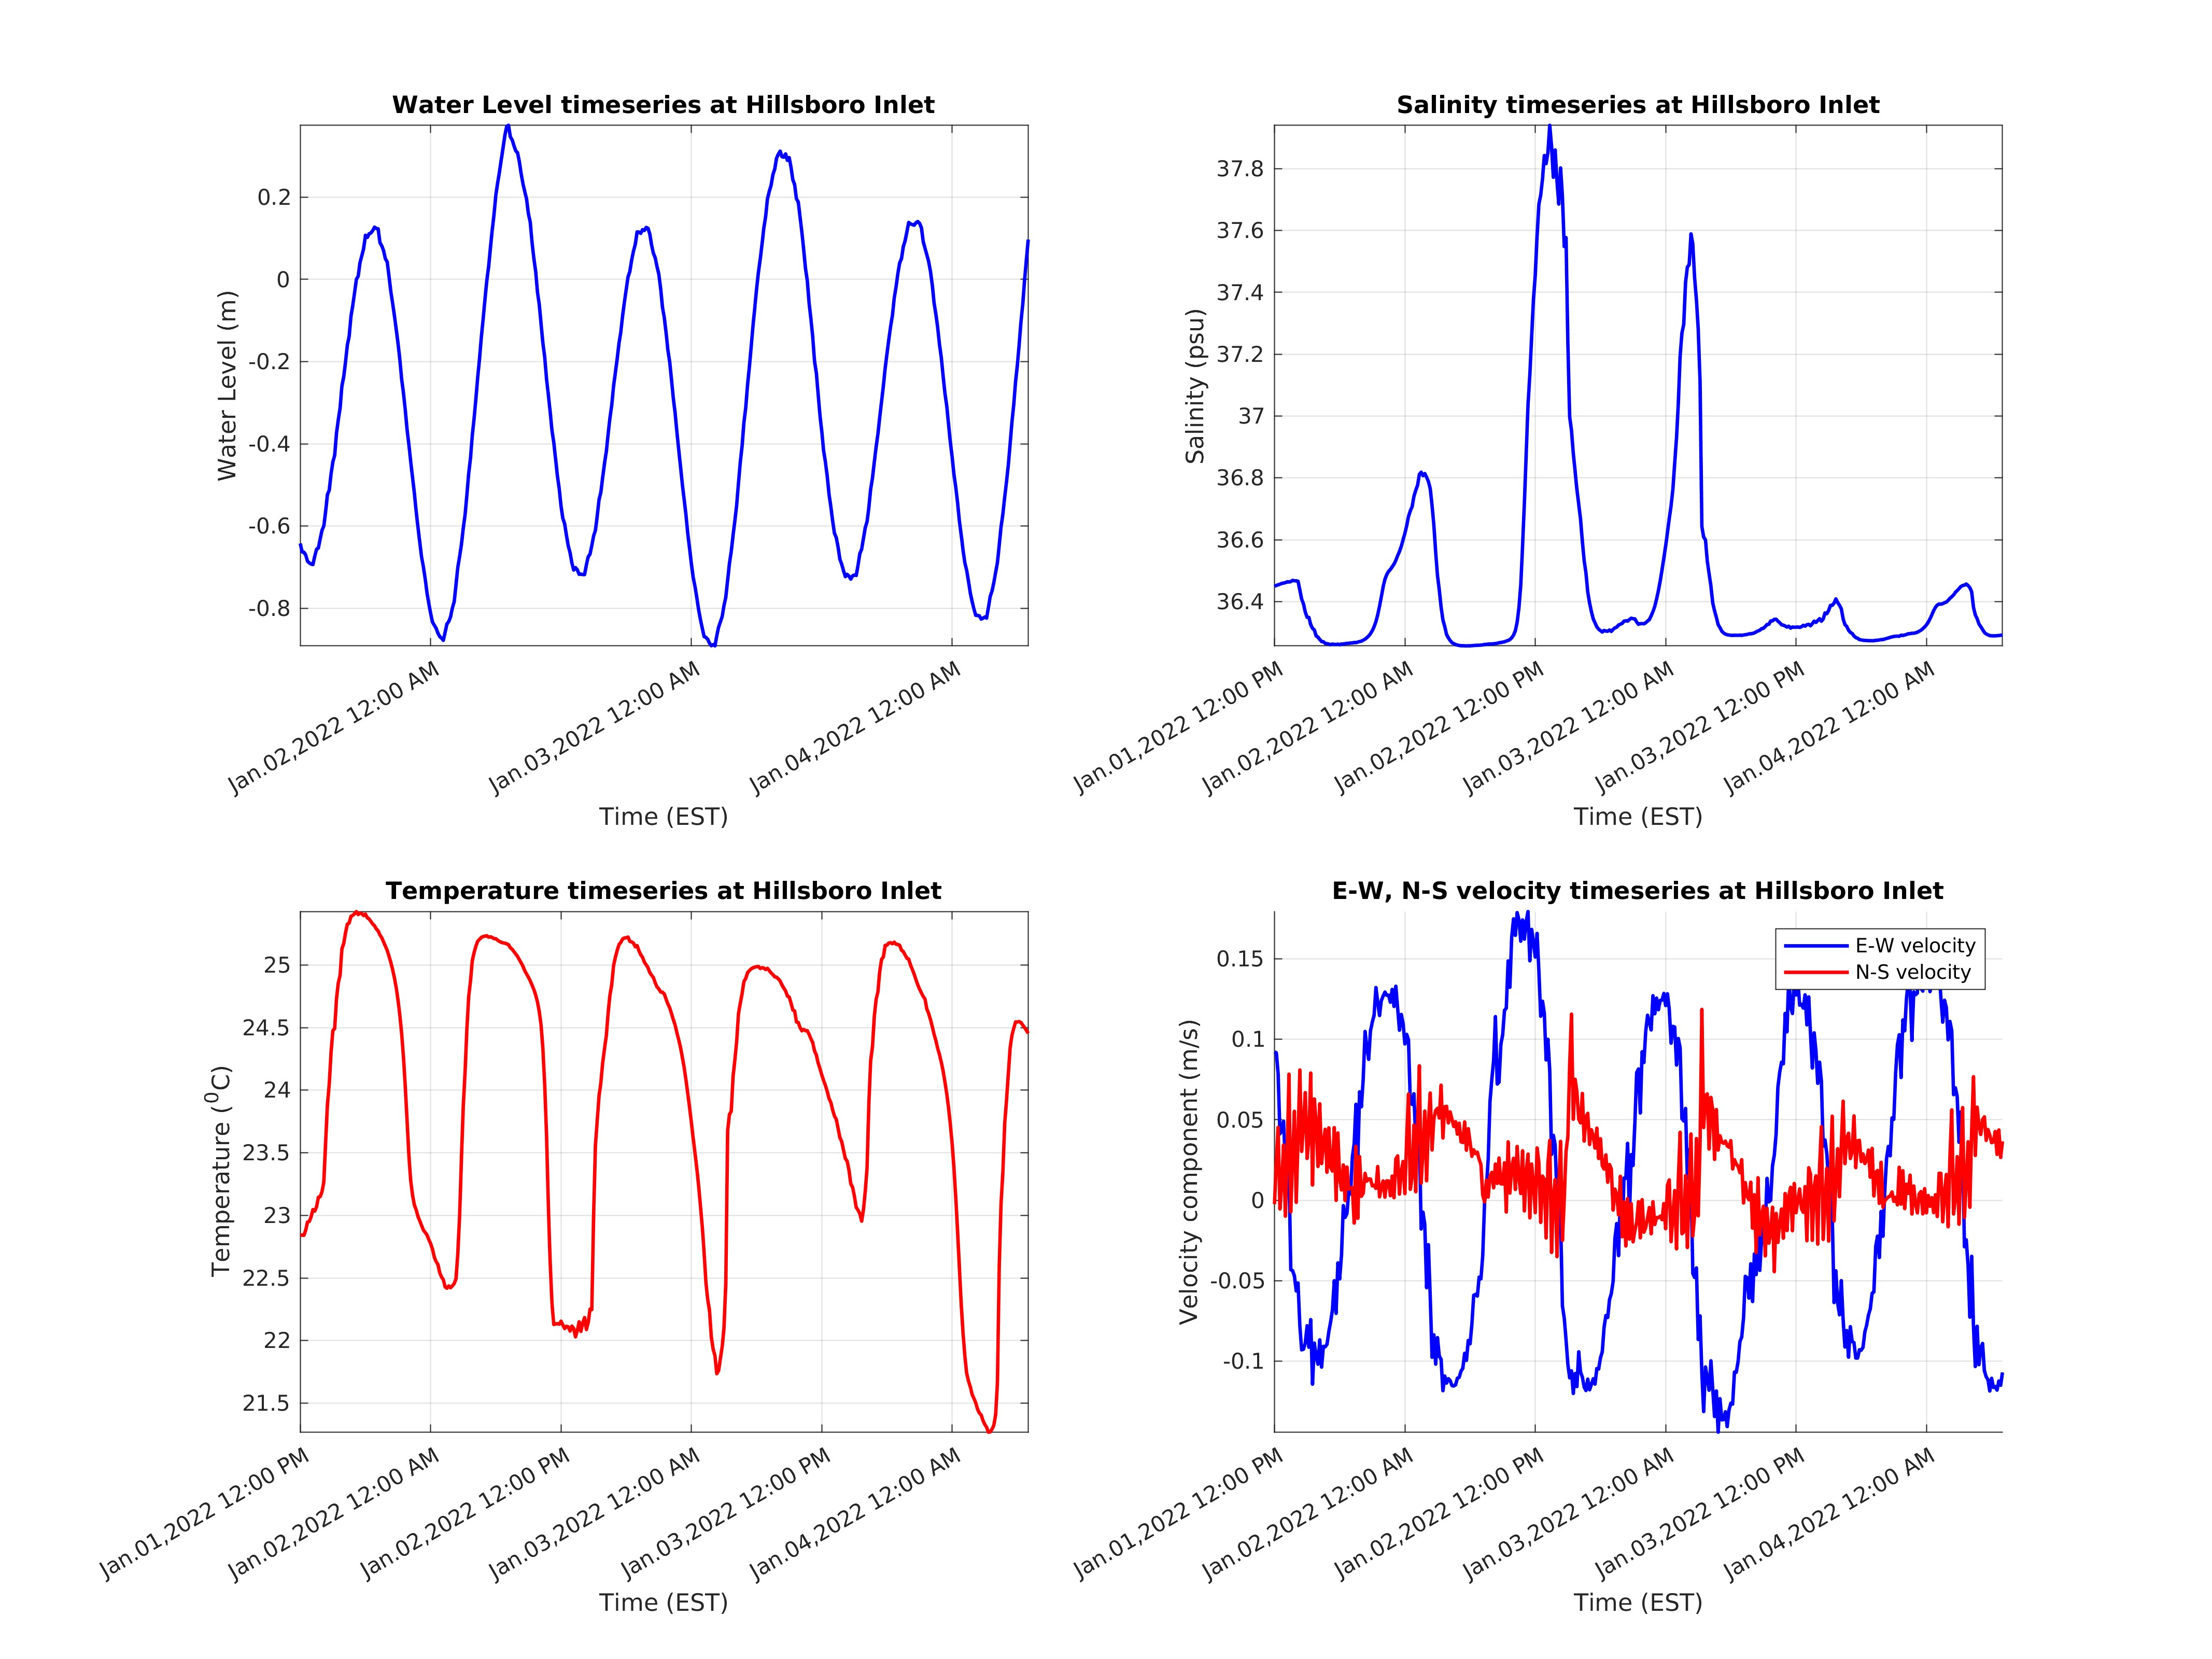 Water Level timeseries at Hillsboro Inlet
Water Level (m)
0.2
0
-0.2
-0.4
-0.6
-0.8
Jan.02,2022 12:00 AM
Jan.03,2022 12:00 AM
Jan.04,2022 12:00 AM
Time (EST)
Salinity timeseries at Hillsboro Inlet
Salinity (psu)
37.8
37.6
37.4
37.2
37
36.8
36.6
36.4
Jan.01,2022 12:00 PM
Jan.02,2022 12:00 AM
Jan.02,2022 12:00 PM
Jan.03,2022 12:00 AM
Jan.03,2022 12:00 PM
Jan.04,2022 12:00 AM
Time (EST)
Temperature timeseries at Hillsboro Inlet
Temperature (⁰C)
25
24.5
24
23.5
23
22.5
22
21.5
Jan.01,2022 12:00 PM
Jan.02,2022 12:00 AM
Jan.02,2022 12:00 PM
Jan.03,2022 12:00 AM
Jan.03,2022 12:00 PM
Jan.04,2022 12:00 AM
Time (EST)
E-W, N-S velocity timeseries at Hillsboro Inlet
E-W velocity
N-S velocity
Velocity component (m/s)
0.15
0.1
0.05
0
-0.05
-0.1
Jan.01,2022 12:00 PM
Jan.02,2022 12:00 AM
Jan.02,2022 12:00 PM
Jan.03,2022 12:00 AM
Jan.03,2022 12:00 PM
Jan.04,2022 12:00 AM
Time (EST)